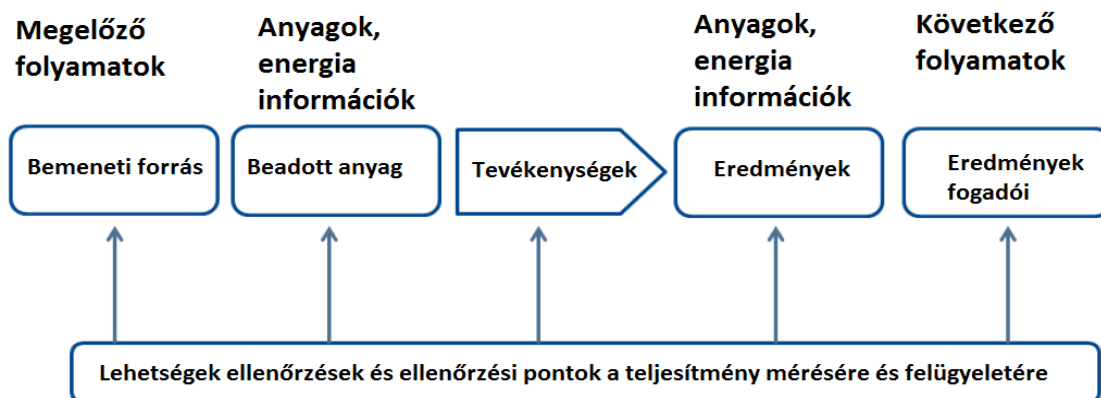 Megelőző
folyamatok
Anyagok,
energia
információk
Anyagok,
energia
információk
Következő
folyamatok
Bemeneti forrás
Beadott anyag
Tevékenységek
Eredmények
Eredmények
fogadói
Lehetségek ellenőrzések és ellenőrzési pontok a teljesítmény mérésére és felügyeletére